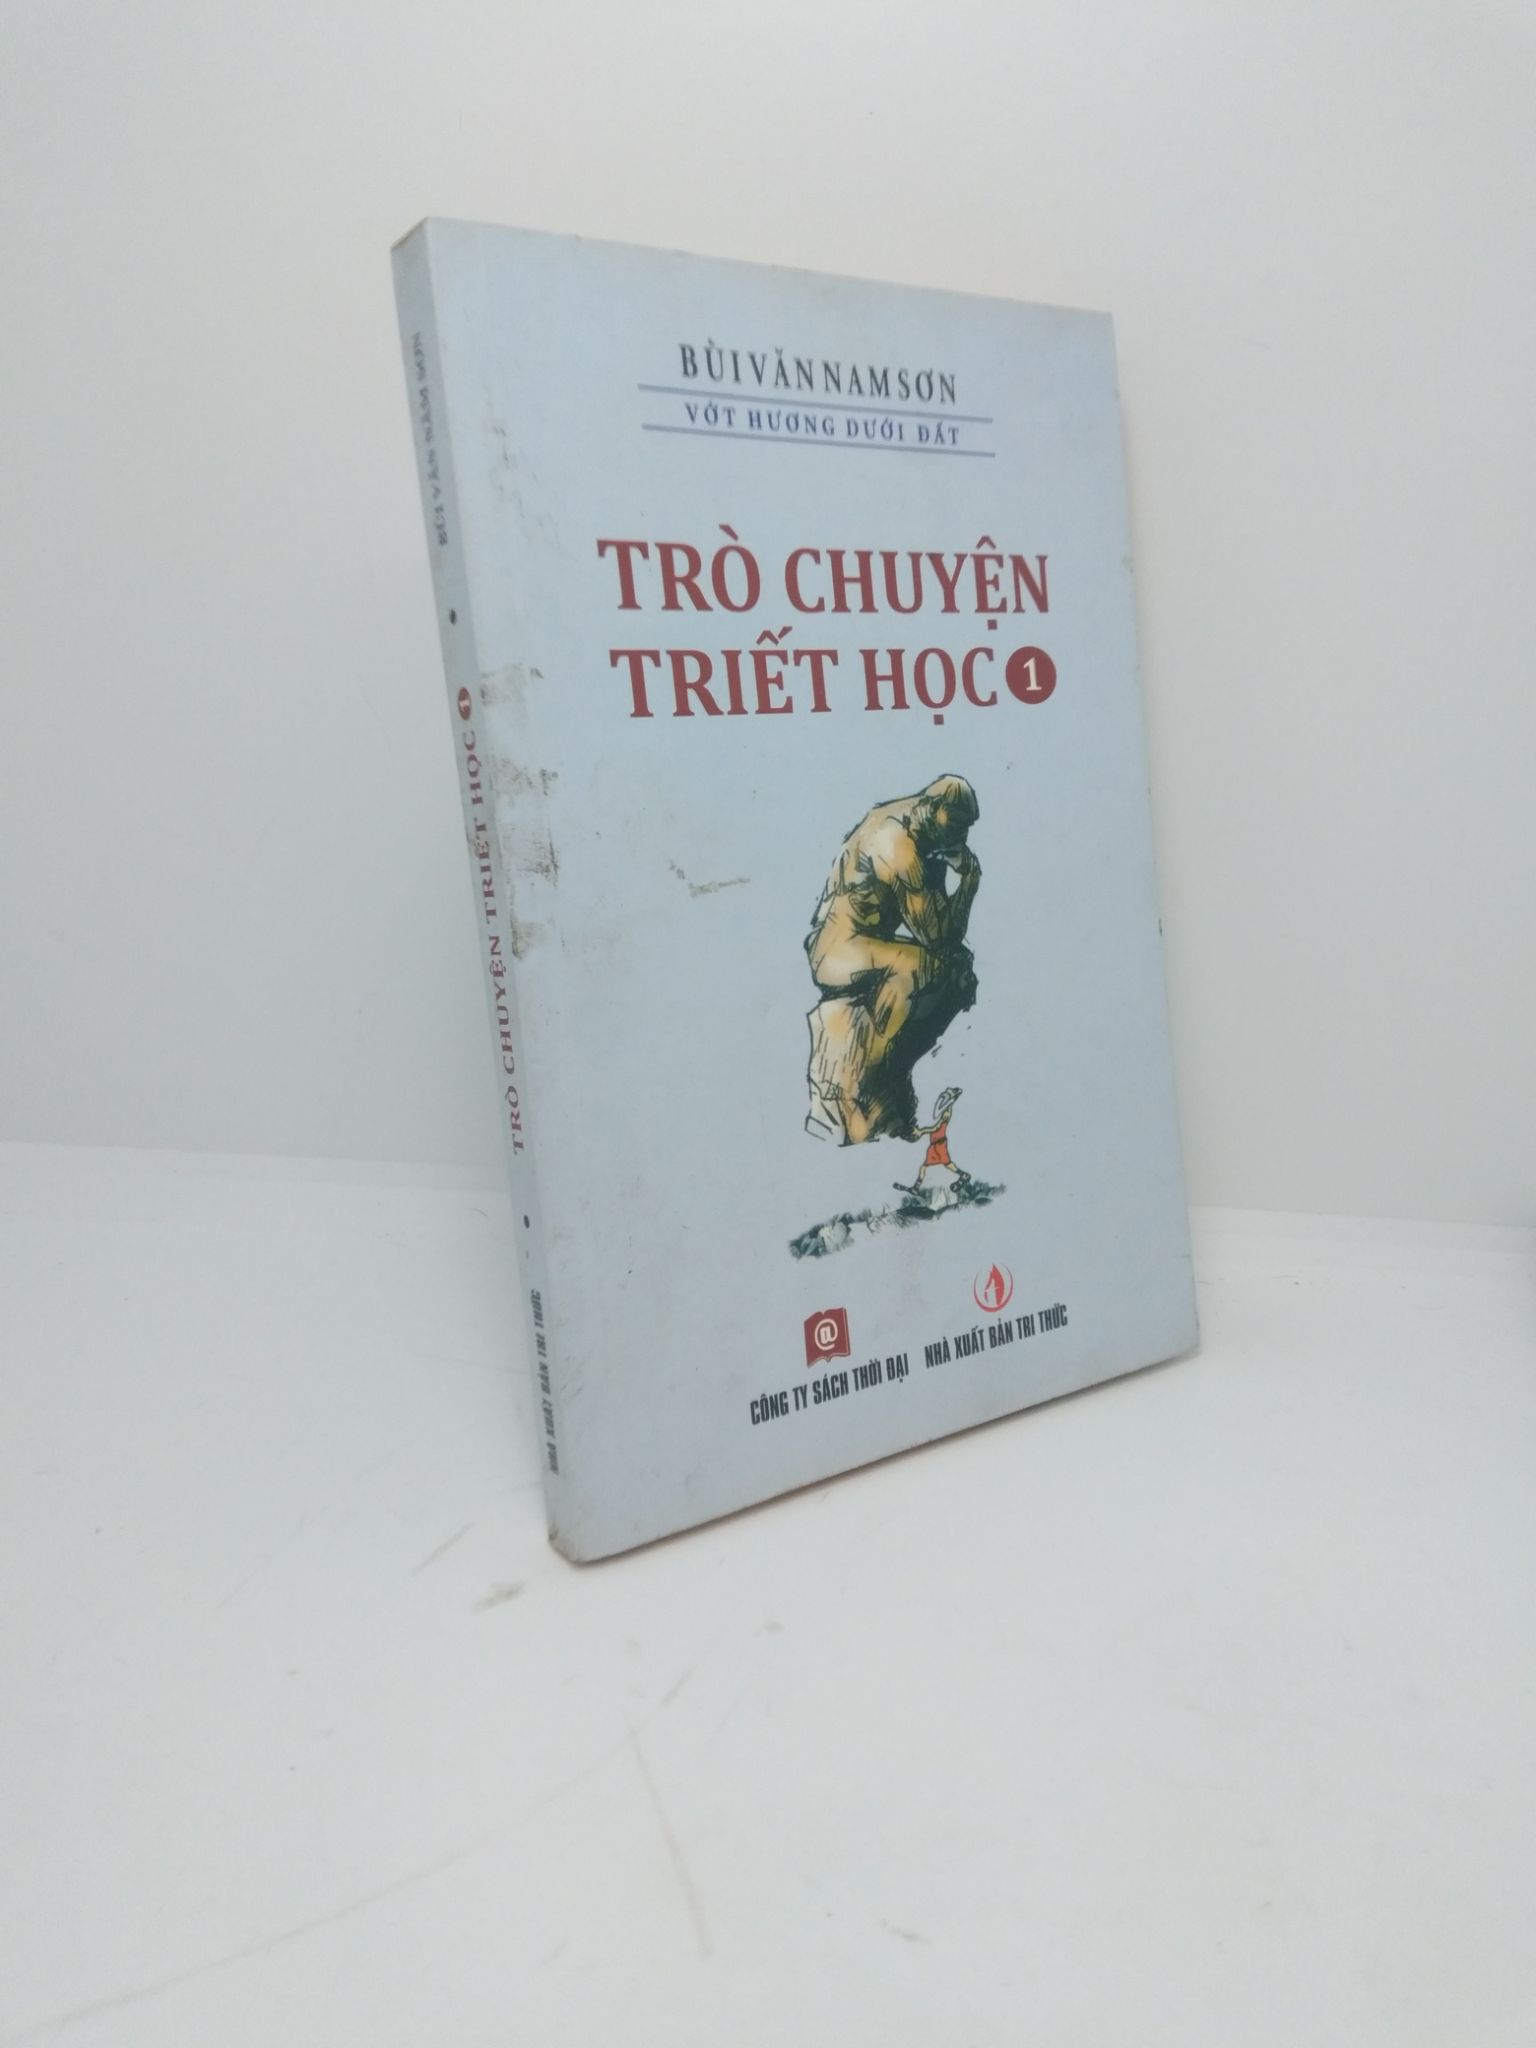 BÙI VĂN NAM SƠN
VỚT HƯƠNG DƯỚI ĐẤT
TRÒ CHUYỆN
TRIẾT HỌC 1
@
CÔNG TY SÁCH THỜI ĐẠI
NHÀ XUẤT BẢN TRI THỨC
BÙI VĂN NAM SƠN
TRÒ CHUYỆN TRIẾT HỌC 1
NHÀ XUẤT BẢN TRI THỨC